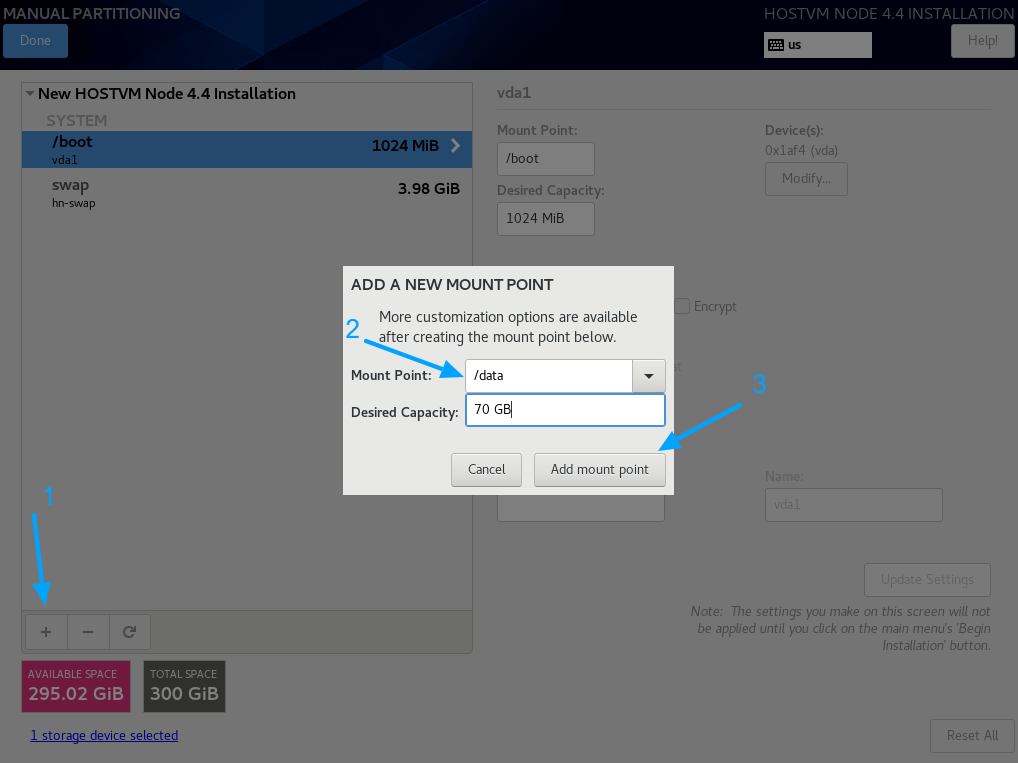 MANUAL PARTITIONING
HOSTVM NODE 4.4 INSTALLATION
Done
us
Help!
New HOSTVM Node 4.4 Installation
SYSTEM
/boot
vda1
1024 MiB
swap
hn-swap
3.98 GiB
vda1
Mount Point:
/boot
Desired Capacity:
1024 MiB
Device(s):
0x1af4 (vda)
Modify...
Encrypt
ADD A NEW MOUNT POINT
More customization options are available
after creating the mount point below.
Mount Point:
/data
Desired Capacity:
70 GB
Cancel
Add mount point
1
2
3
Name:
vda1
Update Settings
Note: The settings you make on this screen will not
be applied until you click on the main menu's 'Begin
Installation' button.
+
−
AVAILABLE SPACE
295.02 GiB
TOTAL SPACE
300 GiB
1 storage device selected
Reset All